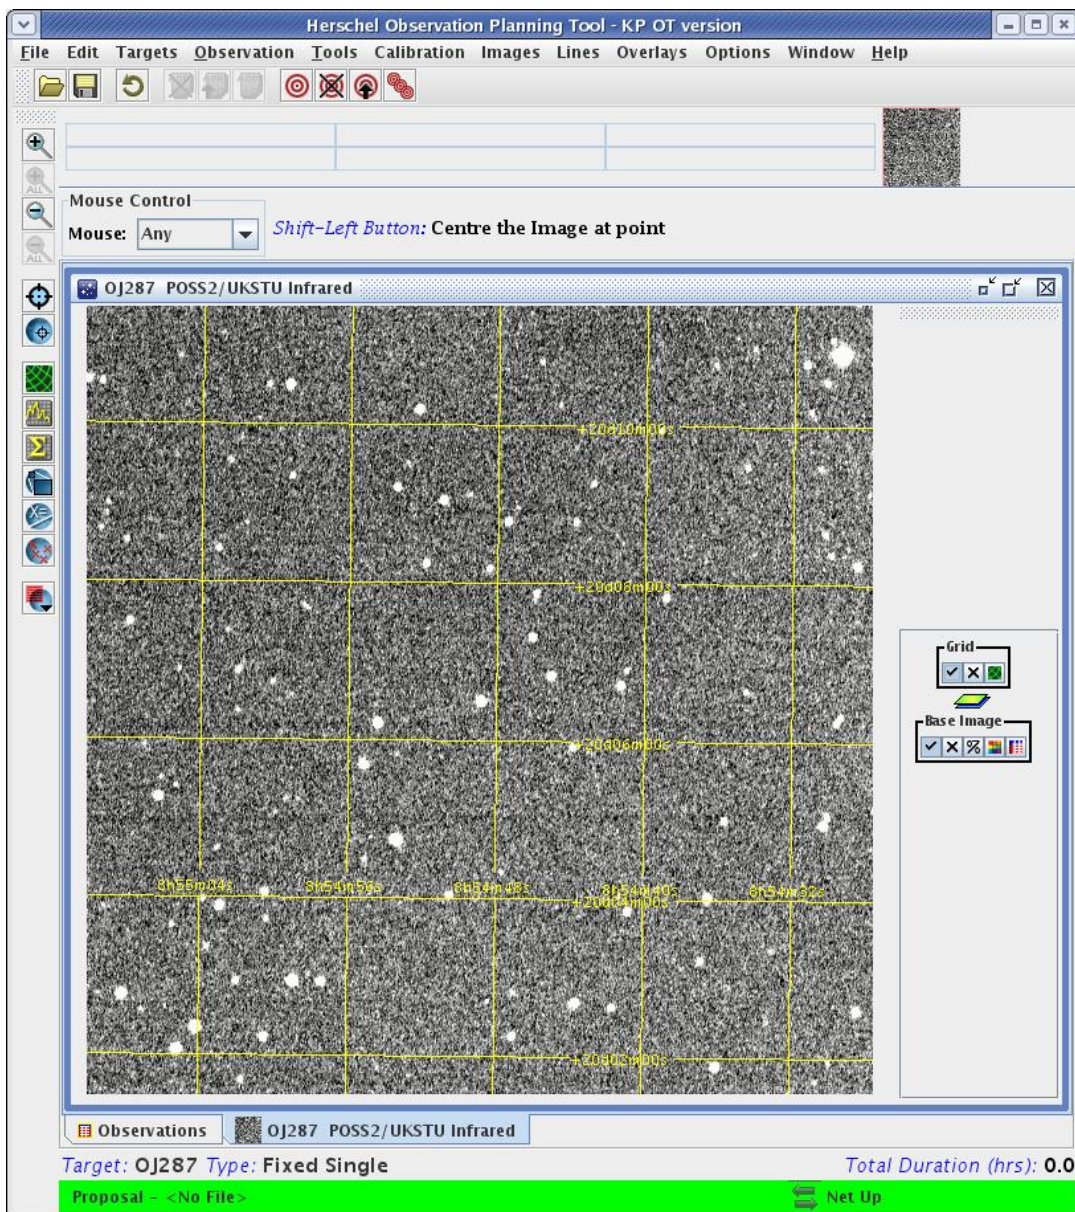 Herschel Observation Planning Tool - KP OT version
File Edit Targets Observation Tools Calibration Images Lines Overlays Options Window Help
ALL
ALL
Mouse Control
Mouse: Any
Shift-Left Button: Centre the Image at point
OJ287 POSS2/UKSTU Infrared
+20d10m00s
+20d08m00s
Grid
Base Image
+20d06m00s
8h55m04s 8h54m56s 8h54m48s 8h54m40s 8h54m32s
+20d04m00s
+20d02m00s
Observations OJ287 POSS2/UKSTU Infrared
Target: OJ287 Type: Fixed Single Total Duration (hrs): 0.0
Proposal - <No File> Net Up